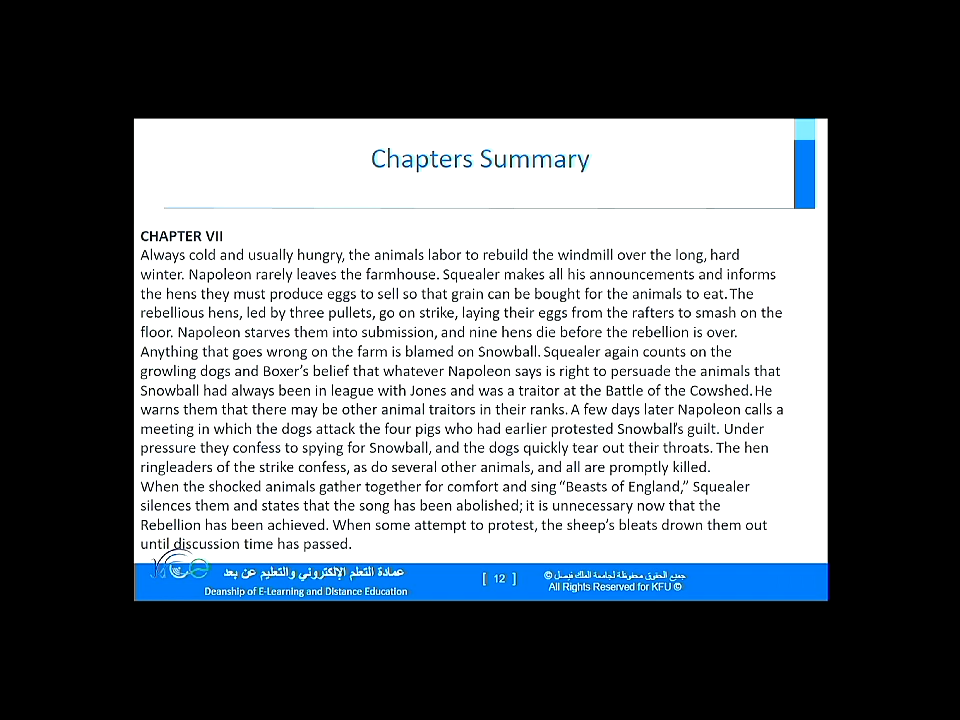 Chapters Summary
CHAPTER VII
Always cold and usually hungry, the animals labor to rebuild the windmill over the long, hard
winter. Napoleon rarely leaves the farmhouse. Squealer makes all his announcements and informs
the hens they must produce eggs to sell so that grain can be bought for the animals to eat. The
rebellious hens, led by three pullets, go on strike, laying their eggs from the rafters to smash on the
floor. Napoleon starves them into submission, and nine hens die before the rebellion is over.
Anything that goes wrong on the farm is blamed on Snowball. Squealer again counts on the
growling dogs and Boxer's belief that whatever Napoleon says is right to persuade the animals that
Snowball had always been in league with Jones and was a traitor at the Battle of the Cowshed. He
warns them that there may be other animal traitors in their ranks. A few days later Napoleon calls a
meeting in which the dogs attack the four pigs who had earlier protested Snowball's guilt. Under
pressure they confess to spying for Snowball, and the dogs quickly tear out their throats. The hen
ringleaders of the strike confess, as do several other animals, and all are promptly killed.
When the shocked animals gather together for comfort and sing "Beasts of England," Squealer
silences them and states that the song has been abolished; it is unnecessary now that the
Rebellion has been achieved. When some attempt to protest, the sheep's bleats drown them out
until discussion time has passed.
عمادة التعلم الإلكتروني والتعليم عن بعد
Deanship of E-Learning and Distance Education
[ 12 ]
جميع الحقوق محفوظة لجامعة الملك فيصل ©
All Rights Reserved for KFU ©